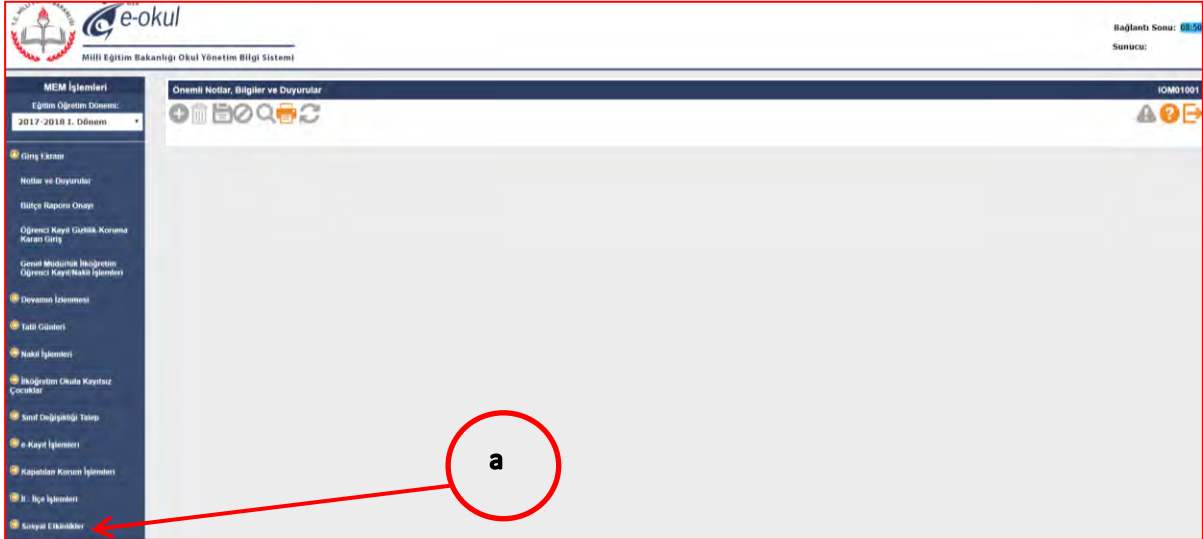 e-okul
Milli Eğitim Bakanlığı Okul Yönetim Bilgi Sistemi
Bağlantı Sonu: 08:50
Sunucu:
MEM İşlemleri
Eğitim Öğretim Dönemi:
2017-2018 1. Dönem
Önemli Notlar, Bilgiler ve Duyurular
IOM01001
Giriş Ekranı
Notlar ve Duyurular
Bütçe Raporu Onayı
Öğrenci Kayıt Gizlilik-Koruma
Kararı Giriş
Genel Müdürlük İlköğretim
Öğrenci Kayıt/Nakil İşlemleri
Devamın İzlenmesi
Tatil Günleri
Nakil İşlemleri
İlköğretim Okula Kayıtsız
Çocuklar
Sınıf Değişikliği Talep
e-Kayıt İşlemleri
Kapatılan Kurum İşlemleri
İl - İlçe İşlemleri
Sosyal Etkinlikler
a